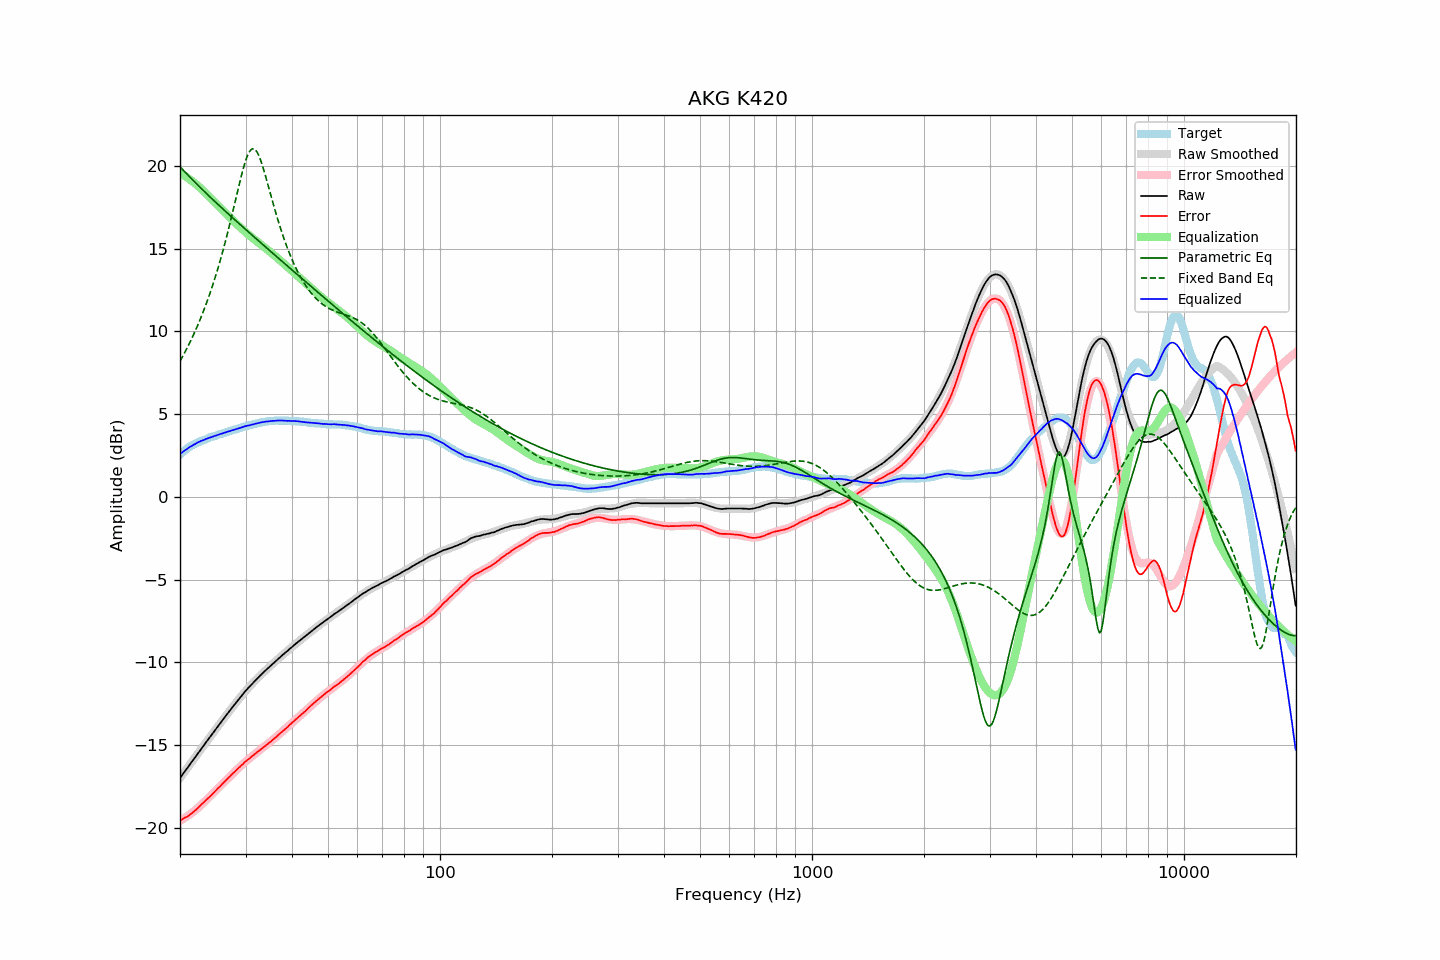 AKG K420
Amplitude (dBr)
20
15
10
5
0
−5
−10
−15
−20
Target
Raw Smoothed
Error Smoothed
Raw
Error
Equalization
Parametric Eq
Fixed Band Eq
Equalized
100
1000
10000
Frequency (Hz)